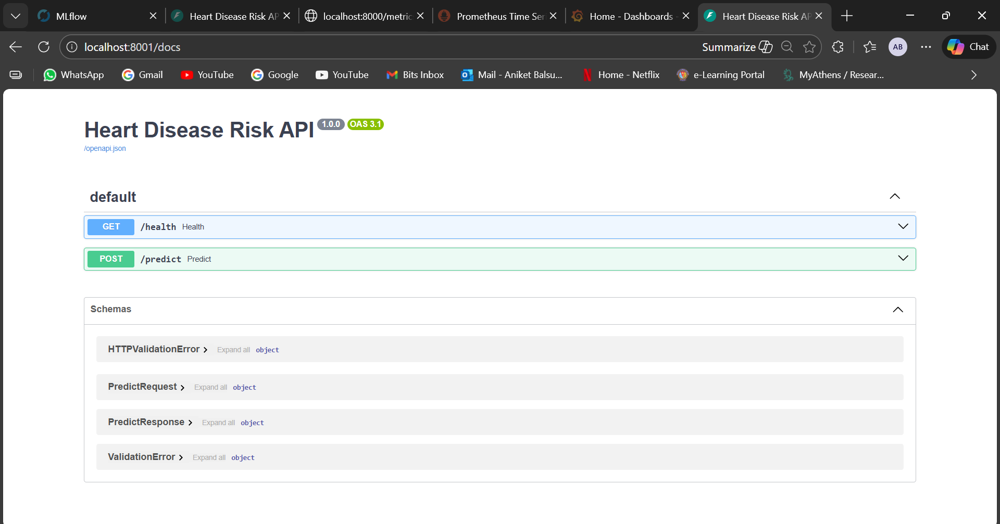 MLflow
Heart Disease Risk AP
localhost:8000/metric
Prometheus Time Ser
Home - Dashboards -
Heart Disease Risk AP
localhost:8001/docs
Summarize
AB
Chat
WhatsApp
Gmail
YouTube
Google
YouTube
Bits Inbox
Mail - Aniket Balsu...
Home - Netflix
e-Learning Portal
MyAthens / Resear...
Heart Disease Risk API 1.0.0 OAS 3.1
/openapi.json
default
GET /health Health
POST /predict Predict
Schemas
HTTPValidationError Expand all object
PredictRequest Expand all object
PredictResponse Expand all object
ValidationError Expand all object